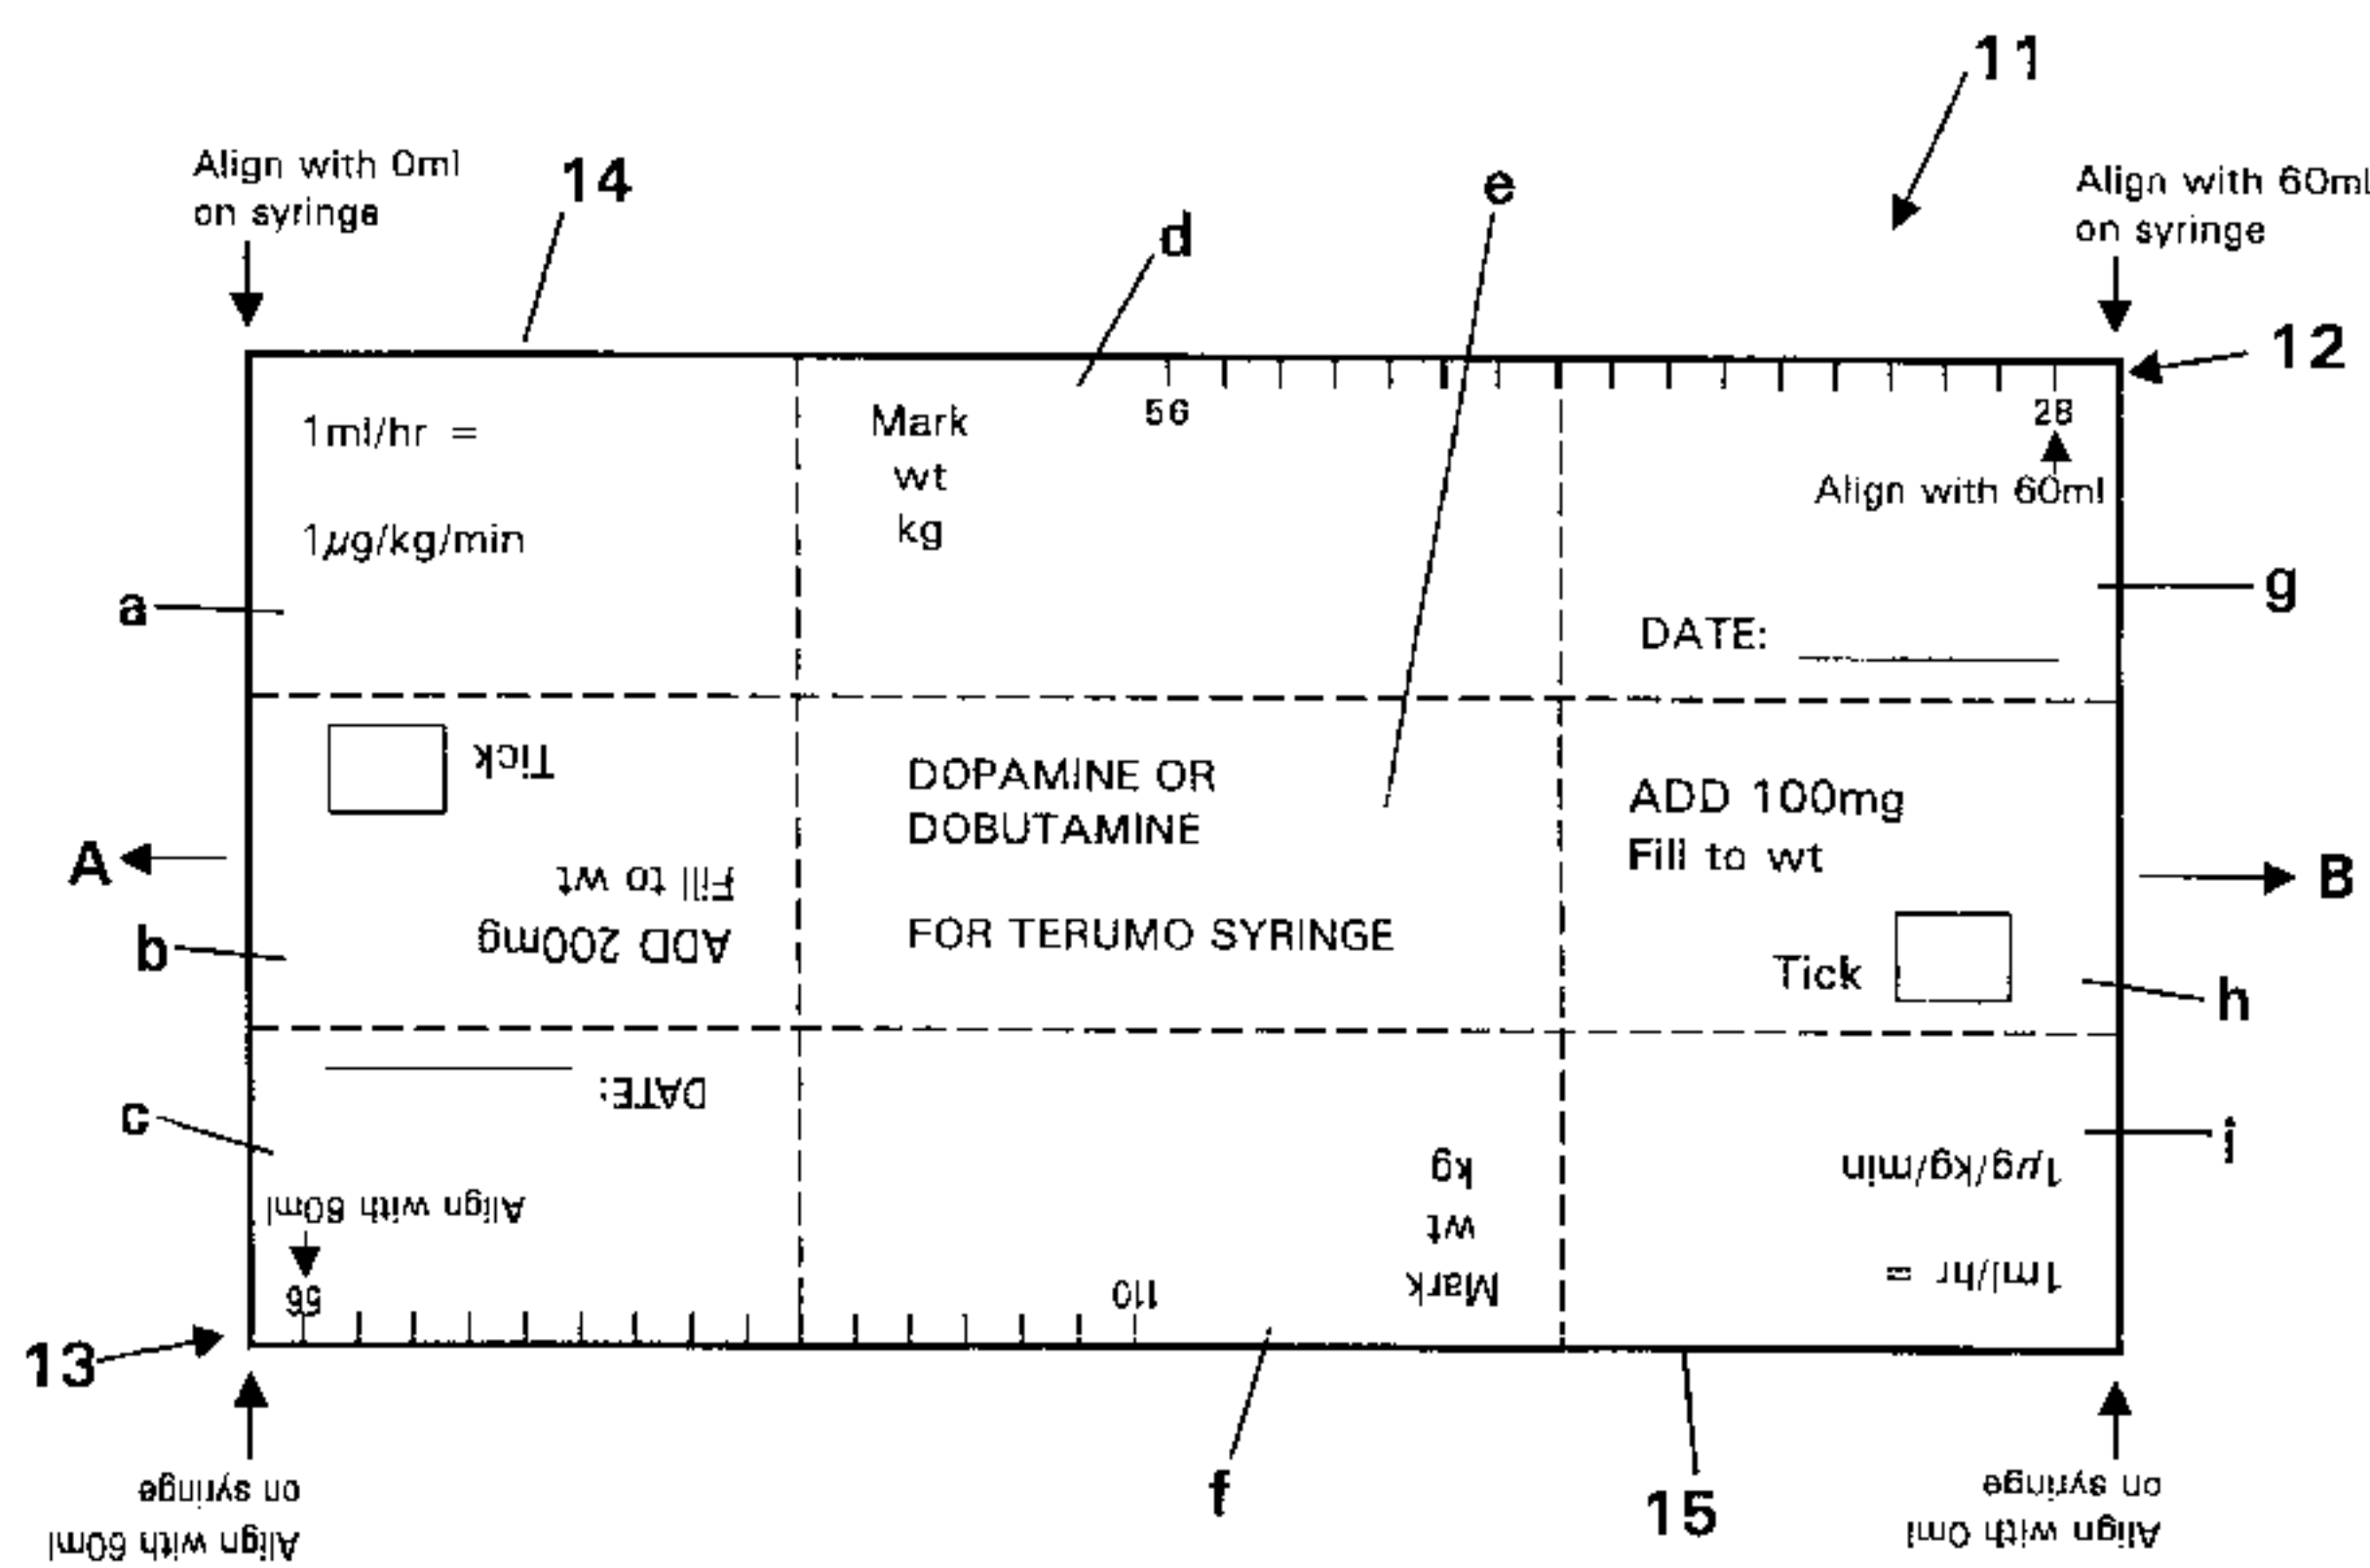 11
Align with 0ml
on syringe
14
e
Align with 60ml
on syringe
d
12
1ml/hr =
Mark
wt
kg
56
28
Align with 60ml
1µg/kg/min
a
g
DATE:
Tick
DOPAMINE OR
DOBUTAMINE
ADD 100mg
Fill to wt
A
B
Fill to wt
ADD 200mg
FOR TERUMO SYRINGE
b
Tick
h
DATE:
c
i
kg
wt
Mark
1µg/kg/min
1ml/hr =
Align with 60ml
56
110
13
f
15
on syringe
Align with 60ml
on syringe
Align with 0ml